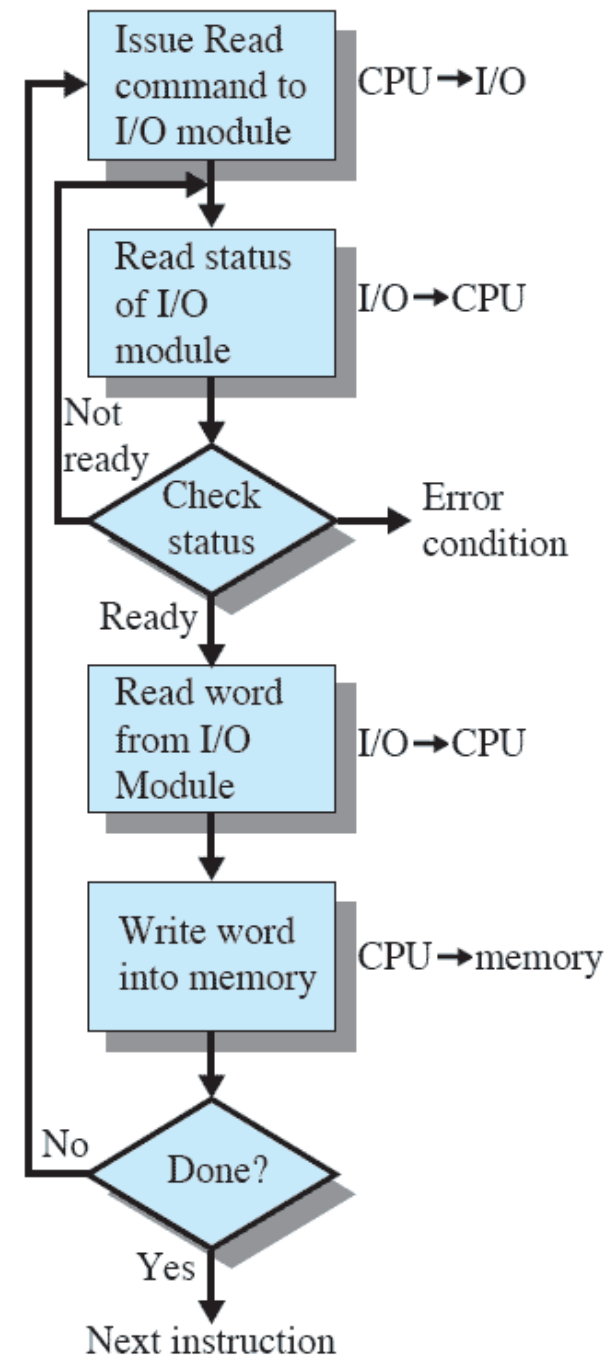 Issue Read
command to
I/O module
CPU→I/O
Read status
of I/O
module
I/O→CPU
Not
ready
Check
status
Error
condition
Ready
Read word
from I/O
Module
I/O→CPU
Write word
into memory
CPU→memory
No
Done?
Yes
Next instruction